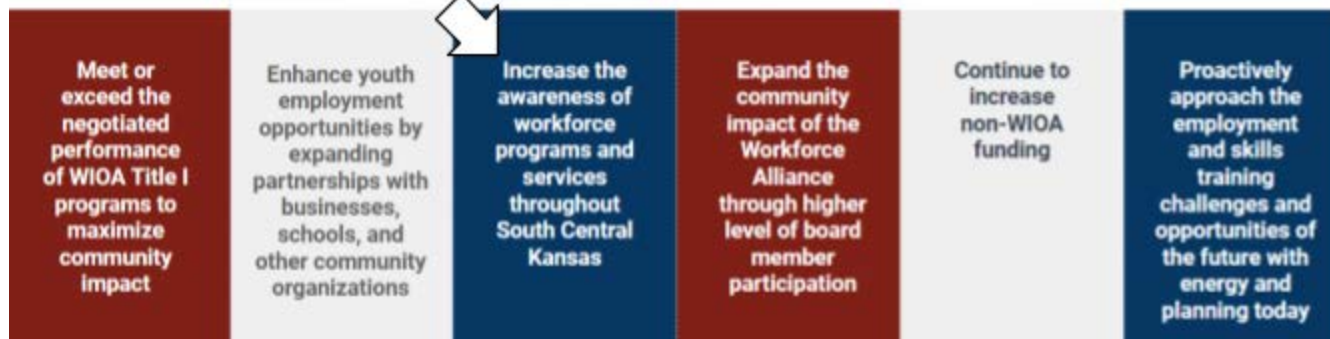 Meet or
exceed the
negotiated
performance
of WIOA Title I
programs to
maximize
community
impact
Enhance youth
employment
opportunities by
expanding
partnerships with
businesses,
schools, and
other community
organizations
Increase the
awareness of
workforce
programs and
services
throughout
South Central
Kansas
Expand the
community
impact of the
Workforce
Alliance
through higher
level of board
member
participation
Continue to
increase
non-WIOA
funding
Proactively
approach the
employment
and skills
training
challenges and
opportunities of
the future with
energy and
planning today